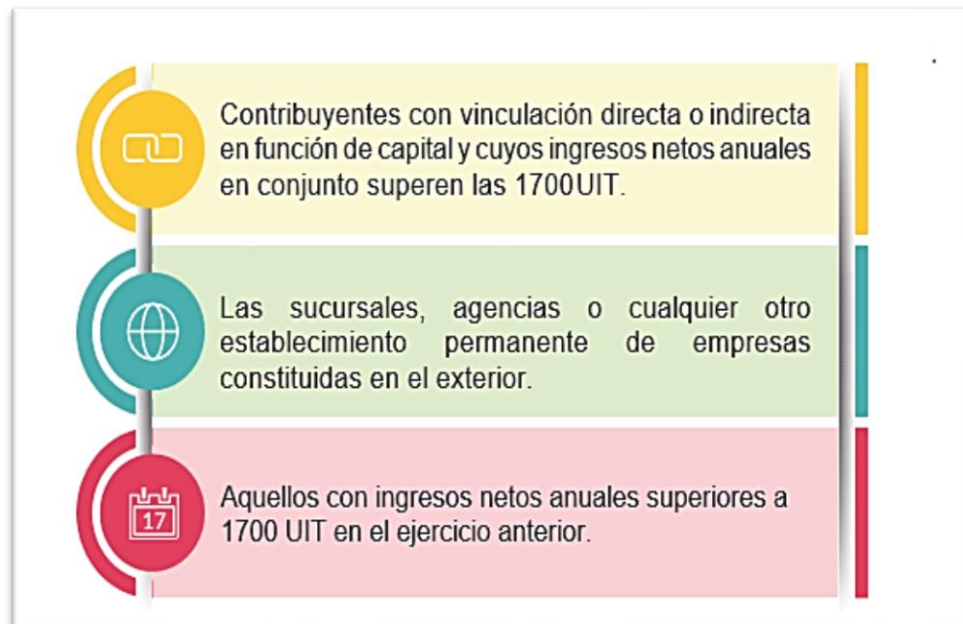 Contribuyentes con vinculación directa o indirecta
en función de capital y cuyos ingresos netos anuales
en conjunto superen las 1700 UIT.
Las sucursales, agencias o cualquier otro
establecimiento permanente de empresas
constituidas en el exterior.
17
Aquellos con ingresos netos anuales superiores a
1700 UIT en el ejercicio anterior.